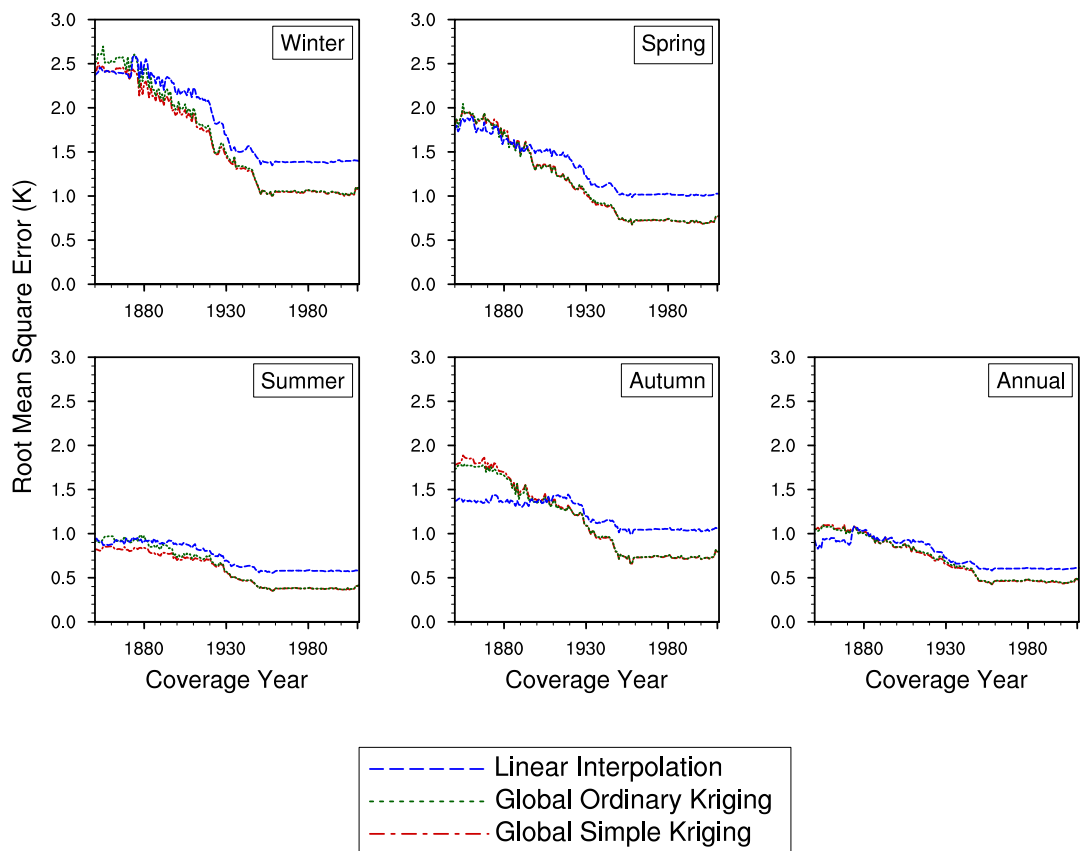 Root Mean Square Error (K)
Winter
3.0
2.5
2.0
1.5
1.0
0.5
0.0
1880 1930 1980
Spring
3.0
2.5
2.0
1.5
1.0
0.5
0.0
1880 1930 1980
Summer
3.0
2.5
2.0
1.5
1.0
0.5
0.0
1880 1930 1980
Coverage Year
Autumn
3.0
2.5
2.0
1.5
1.0
0.5
0.0
1880 1930 1980
Coverage Year
Annual
3.0
2.5
2.0
1.5
1.0
0.5
0.0
1880 1930 1980
Coverage Year
Linear Interpolation
Global Ordinary Kriging
Global Simple Kriging